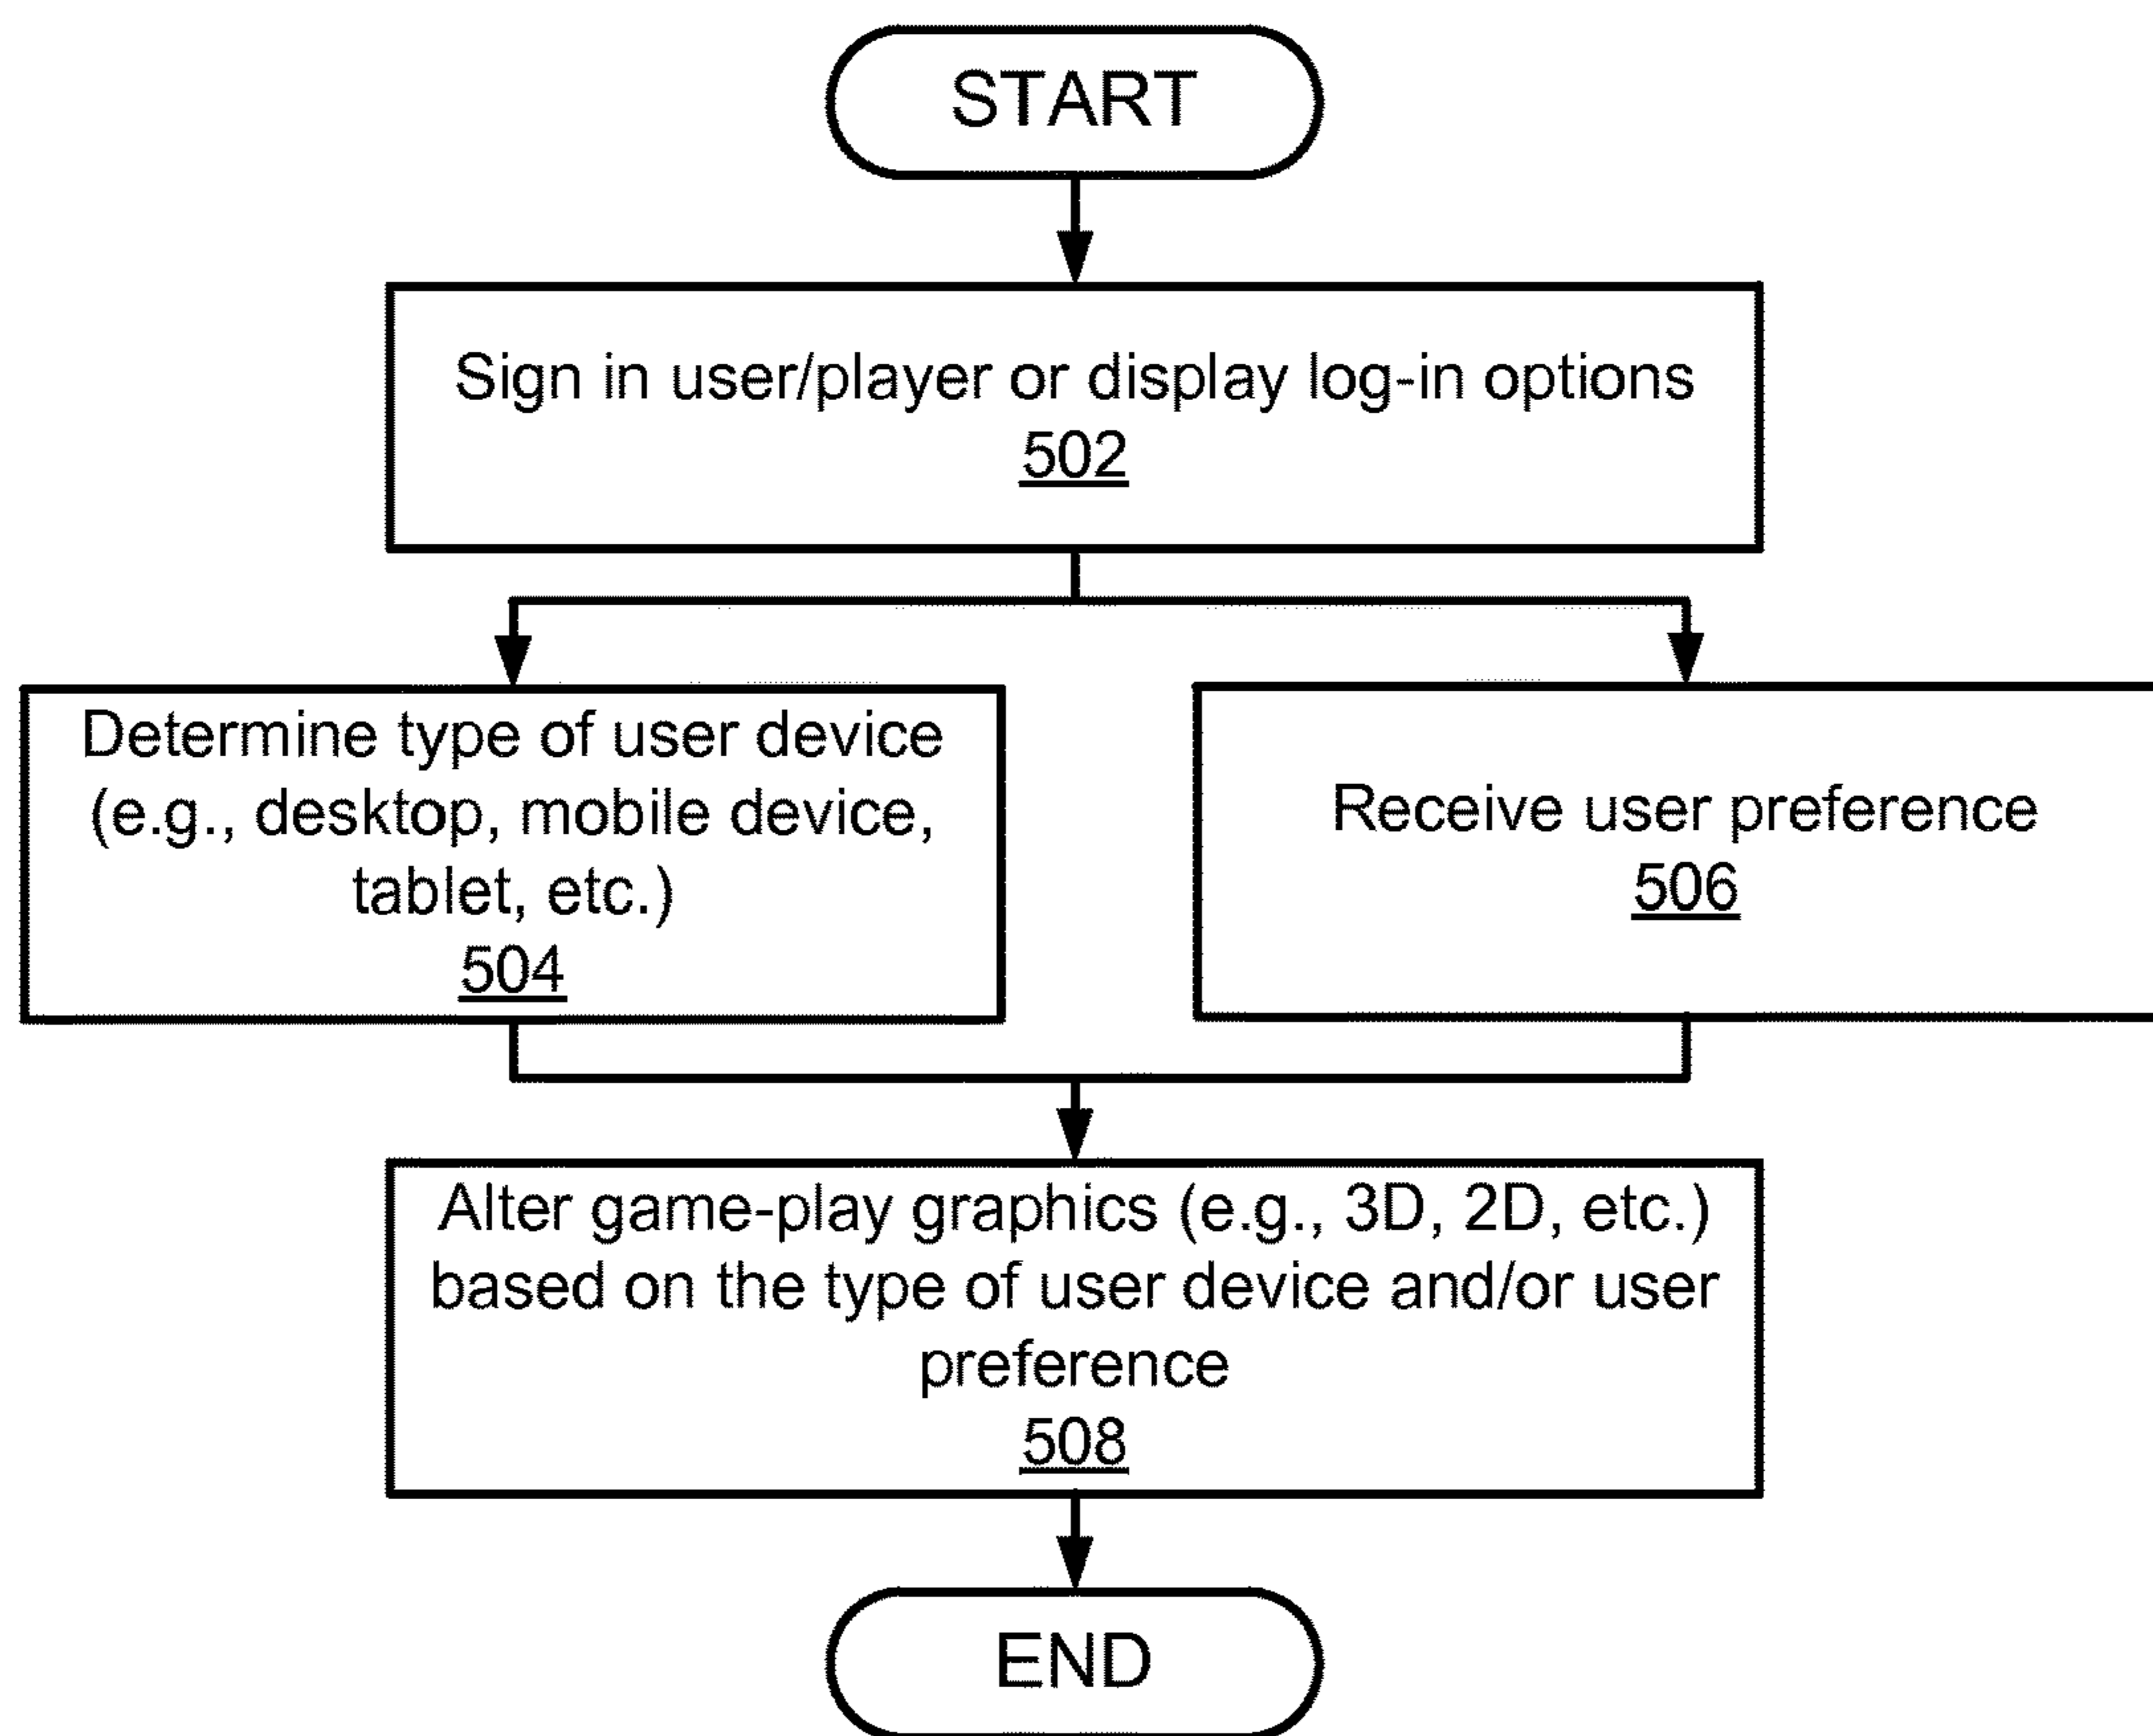 START
Sign in user/player or display log-in options
502
Determine type of user device
(e.g., desktop, mobile device,
tablet, etc.)
504
Receive user preference
506
Alter game-play graphics (e.g., 3D, 2D, etc.)
based on the type of user device and/or user
preference
508
END